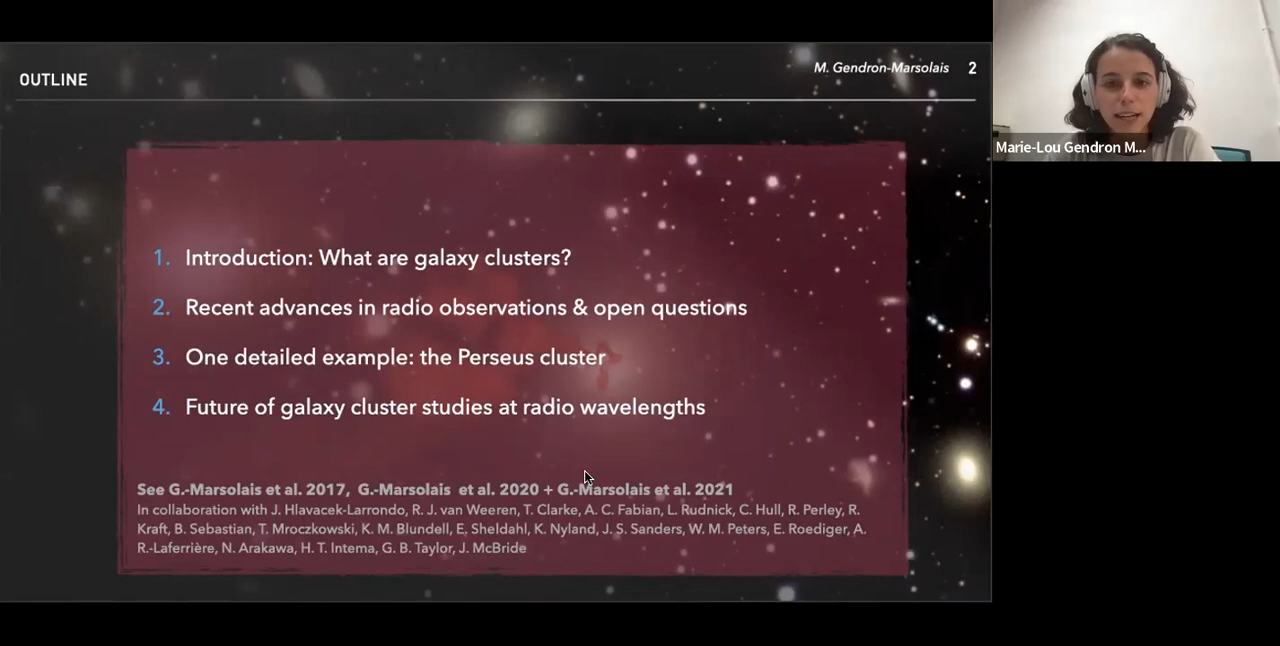 OUTLINE
M. Gendron-Marsolais 2
1. Introduction: What are galaxy clusters?
2. Recent advances in radio observations & open questions
3. One detailed example: the Perseus cluster
4. Future of galaxy cluster studies at radio wavelengths
See G.-Marsolais et al. 2017, G.-Marsolais et al. 2020 + G.-Marsolais et al. 2021
In collaboration with J. Hlavacek-Larrondo, R. J. van Weeren, T. Clarke, A. C. Fabian, L. Rudnick, C. Hull, R. Perley, R.
Kraft, B. Sebastian, T. Mroczkowski, K. M. Blundell, E. Sheldahl, K. Nyland, J. S. Sanders, W. M. Peters, E. Roediger, A.
R.-Laferrière, N. Arakawa, H. T. Intema, G. B. Taylor, J. McBride
Marie-Lou Gendron M...